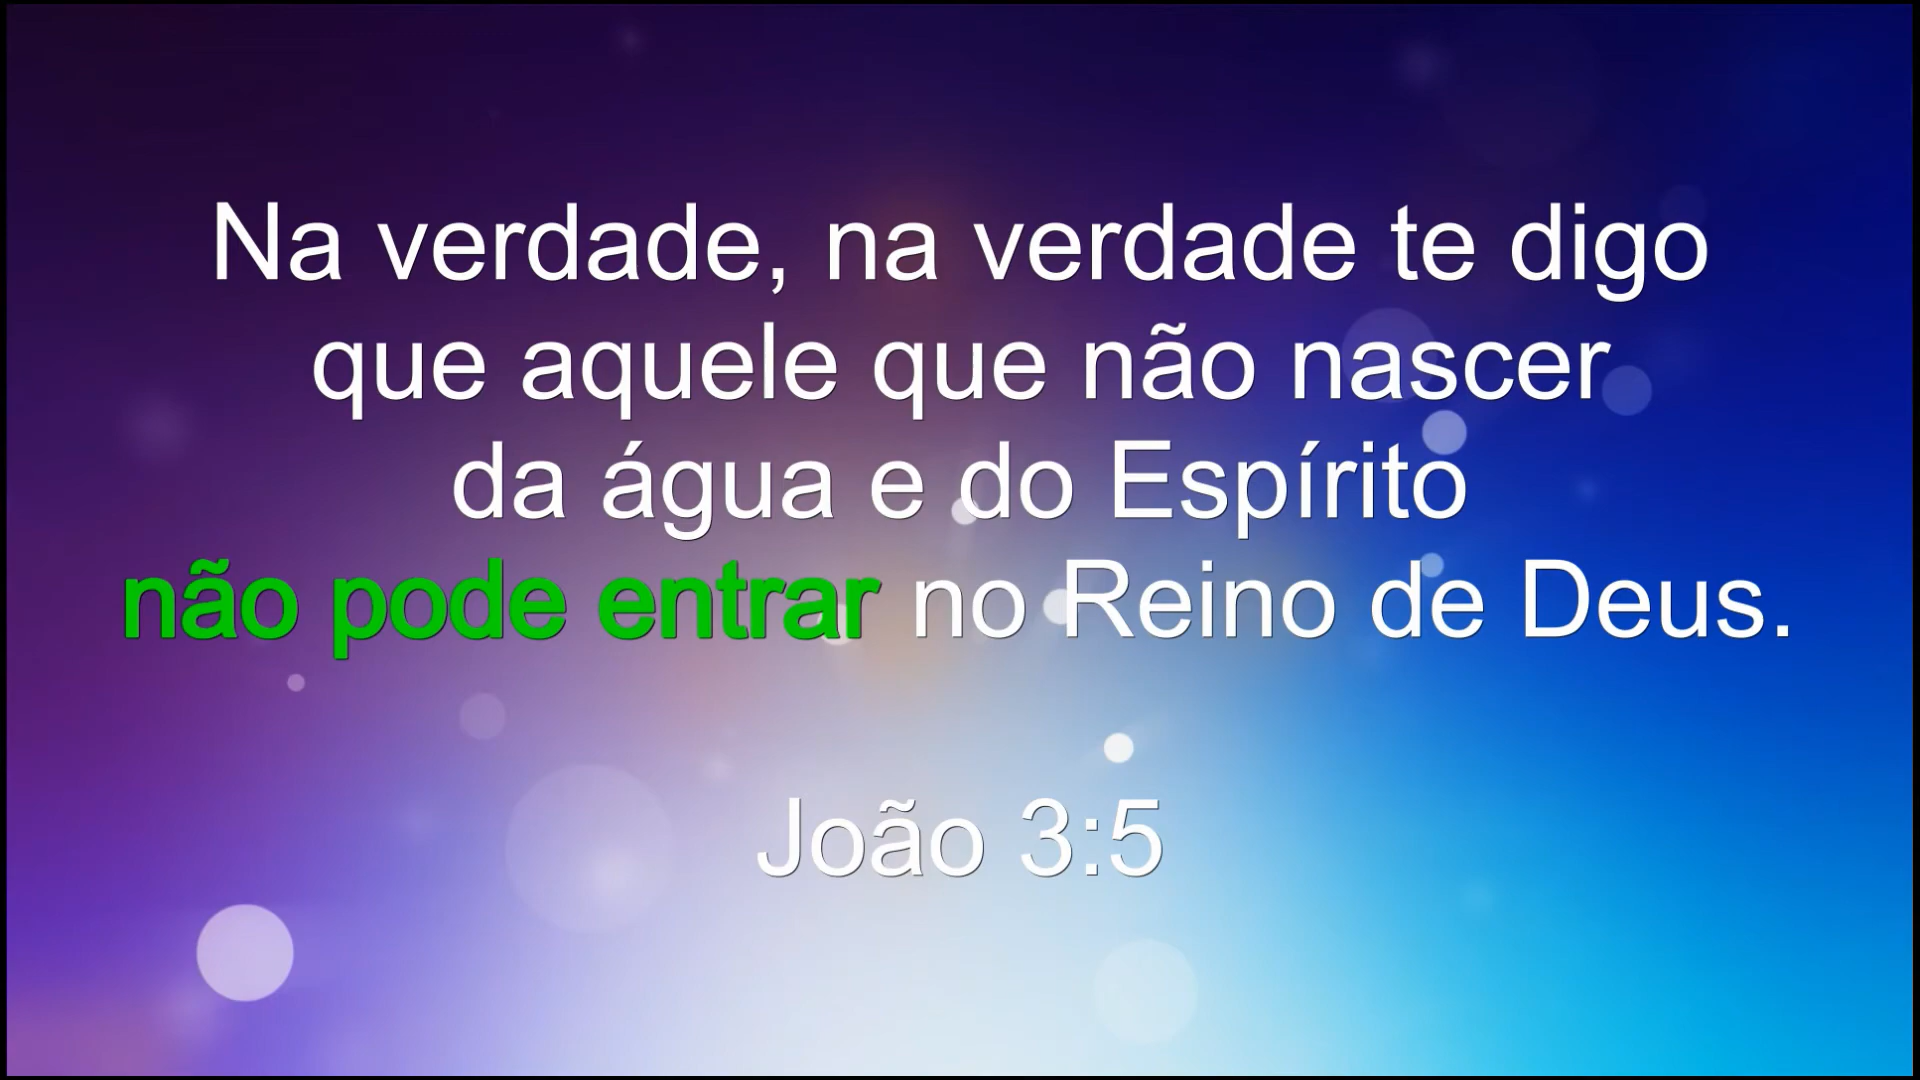 Na verdade, na verdade te digo
que aquele que não nascer
da água e do Espírito
não pode entrar no Reino de Deus.
João 3:5